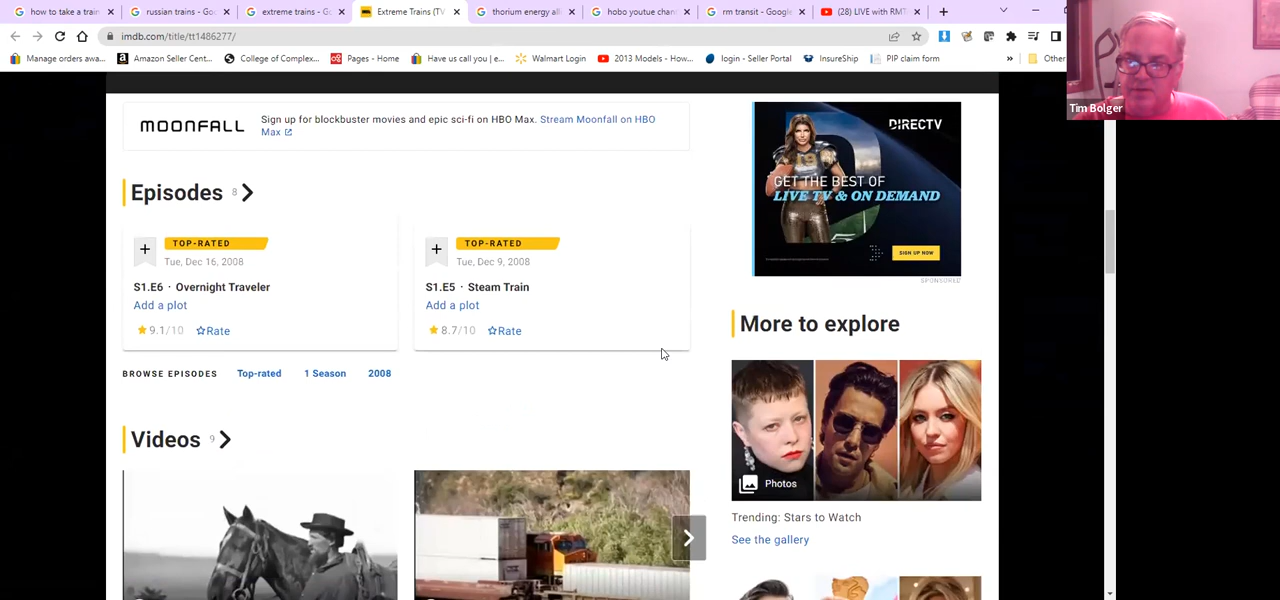 how to take a train
russian trains - Goo
extreme trains - Go
Extreme Trains (TV
thorium energy all
hobo youtue chan
rm transit - Google
(28) LIVE with RMT
imdb.com/title/tt1486277/
Manage orders awa...
Amazon Seller Cent...
College of Complex...
Pages - Home
Have us call you | e...
Walmart Login
2013 Models - How...
login - Seller Portal
InsureShip
PIP claim form
»
Other
Tim Bolger
MOONFALL
Sign up for blockbuster movies and epic sci-fi on HBO Max. Stream Moonfall on HBO
Max
DIRECTV
GET THE BEST OF
LIVE TV & ON DEMAND
SIGN UP NOW
SPONSORED
Episodes 8
TOP-RATED
Tue, Dec 16, 2008
S1.E6 · Overnight Traveler
Add a plot
9.1/10 Rate
TOP-RATED
Tue, Dec 9, 2008
S1.E5 · Steam Train
Add a plot
8.7/10 Rate
BROWSE EPISODES Top-rated 1 Season 2008
Videos 9
More to explore
Photos
Trending: Stars to Watch
See the gallery